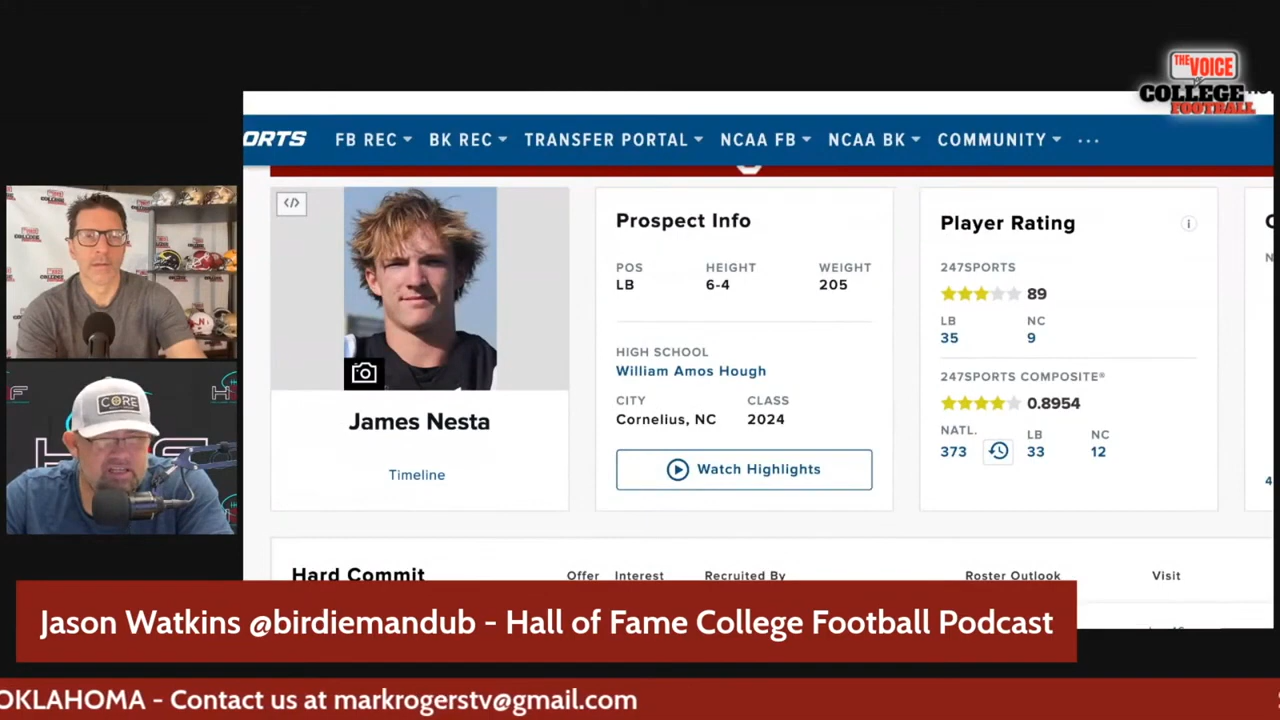 THE VOICE
OF
COLLEGE
FOOTBALL
ORTS FB REC BK REC TRANSFER PORTAL NCAA FB NCAA BK COMMUNITY ...
</>
James Nesta
Timeline
Prospect Info
POS HEIGHT WEIGHT
LB 6-4 205
HIGH SCHOOL
William Amos Hough
CITY CLASS
Cornelius, NC 2024
Watch Highlights
Player Rating
247SPORTS
89
LB NC
35 9
247SPORTS COMPOSITE®
0.8954
NATL. LB NC
373 33 12
Hard Commit Offer Interest Recruited By Roster Outlook Visit
CORE
Jason Watkins @birdiemandub - Hall of Fame College Football Podcast
OKLAHOMA - Contact us at markrogerstv@gmail.com